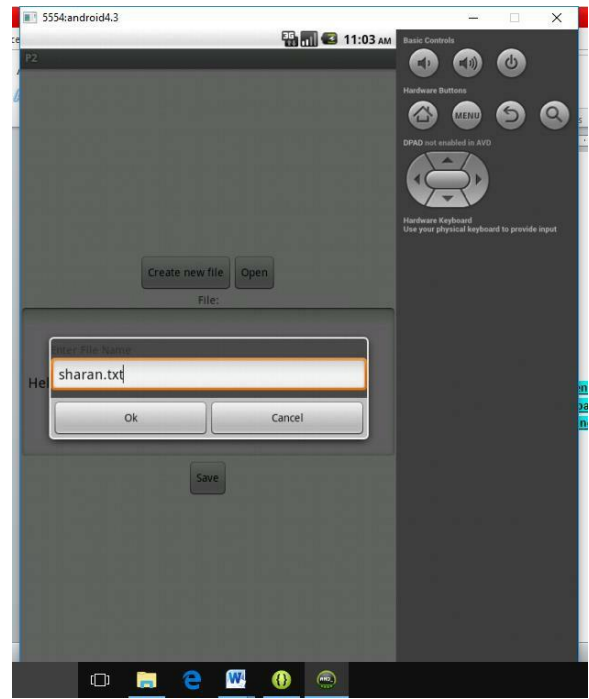 5554:android4.3
3G 11:03 AM
P2
Create new file Open
File:
Enter File Name
sharan.txt
Hel
Ok Cancel
Save
Basic Controls
Hardware Buttons
MENU
DPAD not enabled in AVD
Hardware Keyboard
Use your physical keyboard to provide input